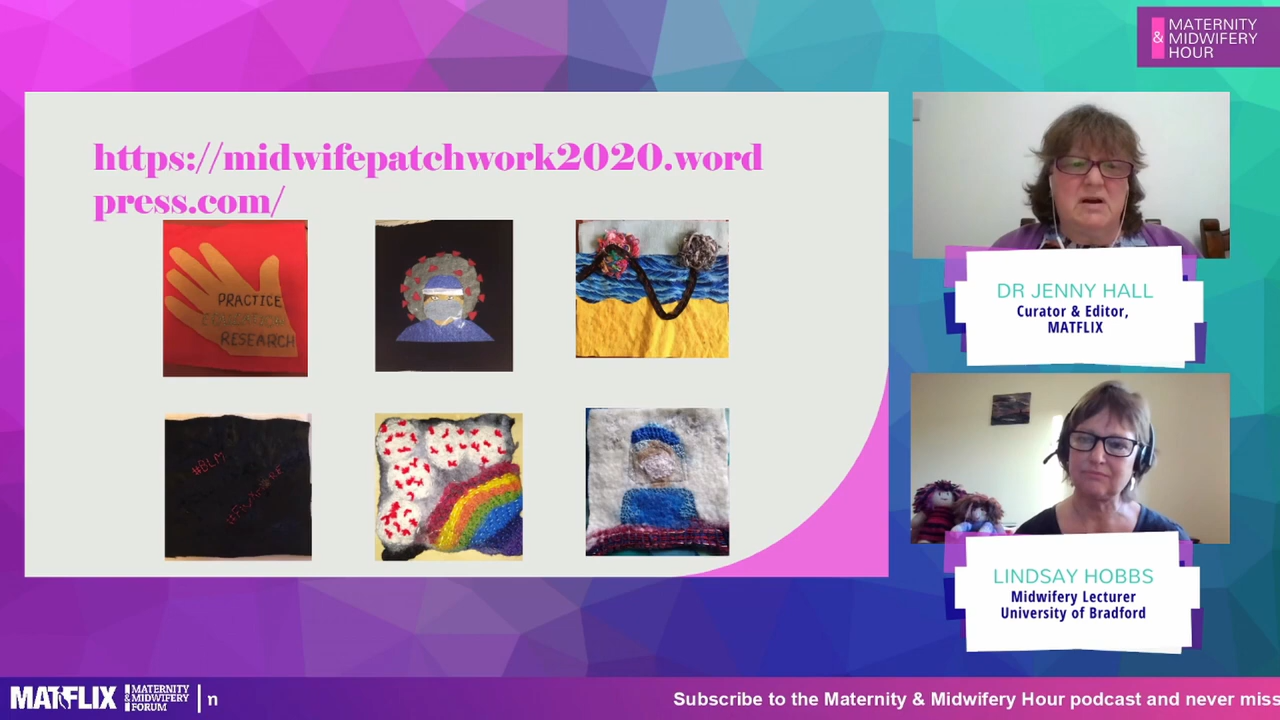 MATERNITY
& MIDWIFERY
HOUR
https://midwifepatchwork2020.word
press.com/
PRACTICE
EDUCATION
RESEARCH
#BLM
DR JENNY HALL
Curator & Editor,
MATFLIX
LINDSAY HOBBS
Midwifery Lecturer
University of Bradford
MATFLIX
MATERNITY
& MIDWIFERY
FORUM
n
Subscribe to the Maternity & Midwifery Hour podcast and never miss